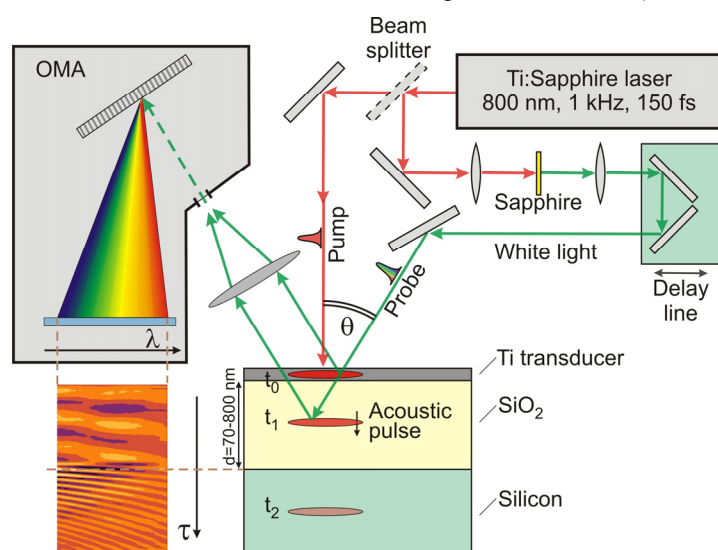 Beam
splitter
OMA
Ti:Sapphire laser
800 nm, 1 kHz, 150 fs
Sapphire
White light
Pump
Probe
Delay
line
θ
λ
t₀
Ti transducer
d=70-800 nm
t₁
Acoustic
pulse
SiO₂
t₂
Silicon
τ